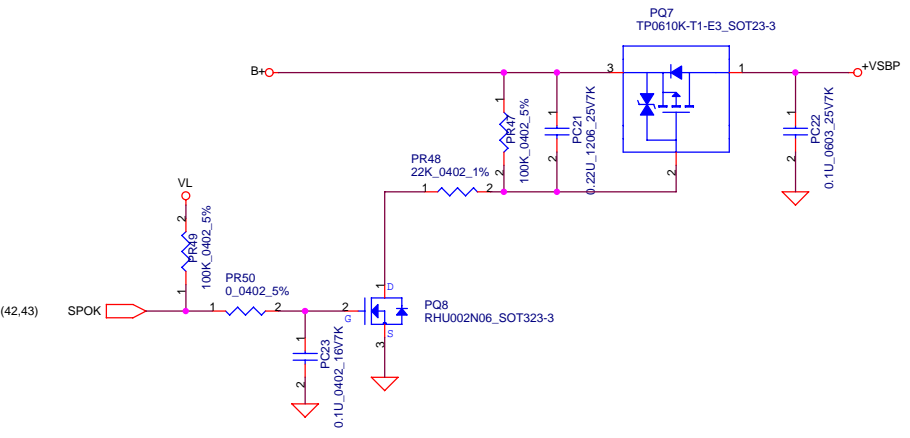 PQ7
TP0610K-T1-E3_SOT23-3
B+
3
1
+VSBP
2
1
PR47
2
100K_0402_5%
1
PC21
2
0.22U_1206_25V7K
1
PC22
2
0.1U_0603_25V7K
PR48
22K_0402_1%
1
2
VL
2
PR49
1
100K_0402_5%
PR50
0_0402_5%
(42,43)
SPOK
1
2
2
G
1
D
S
3
PQ8
RHU002N06_SOT323-3
1
PC23
2
0.1U_0402_16V7K